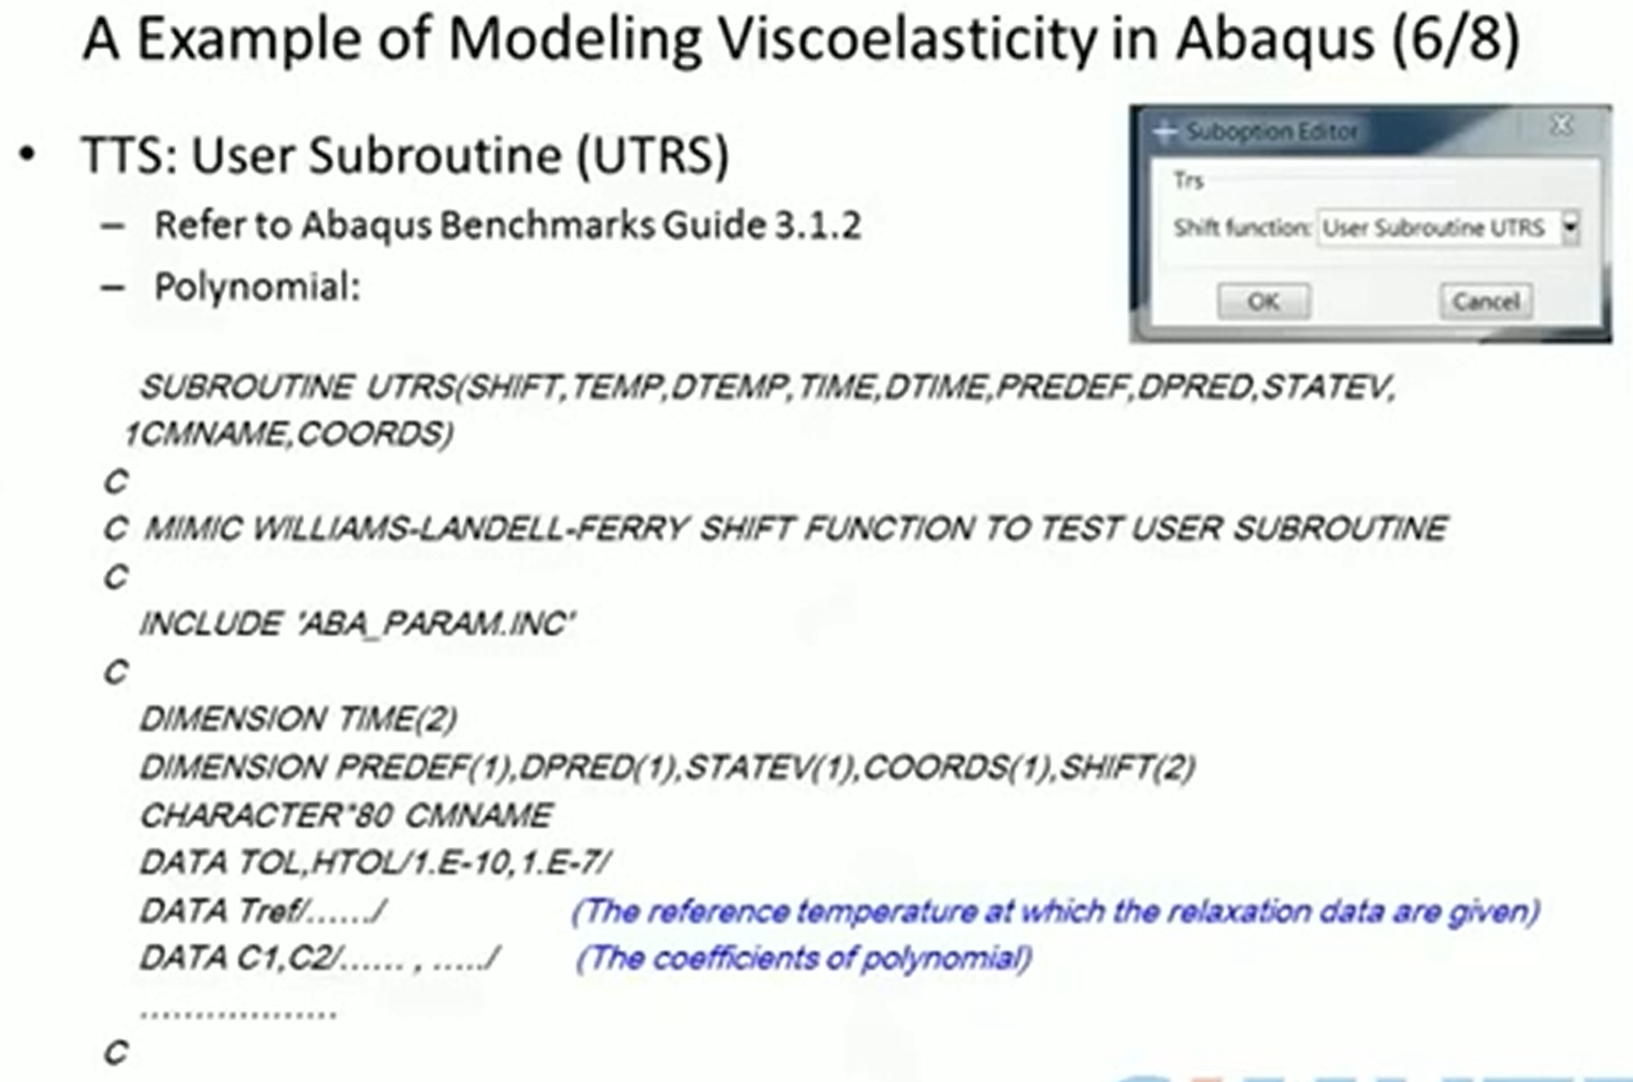 A Example of Modeling Viscoelasticity in Abaqus (6/8)
• TTS: User Subroutine (UTRS)
– Refer to Abaqus Benchmarks Guide 3.1.2
– Polynomial:
Suboption Editor
Trs
Shift function: User Subroutine UTRS
OK Cancel
SUBROUTINE UTRS(SHIFT,TEMP,DTEMP,TIME,DTIME,PREDEF,DPRED,STATEV,
1CMNAME,COORDS)
C
C MIMIC WILLIAMS-LANDELL-FERRY SHIFT FUNCTION TO TEST USER SUBROUTINE
C
INCLUDE 'ABA_PARAM.INC'
C
DIMENSION TIME(2)
DIMENSION PREDEF(1),DPRED(1),STATEV(1),COORDS(1),SHIFT(2)
CHARACTER*80 CMNAME
DATA TOL,HTOL/1.E-10,1.E-7/
DATA Tref/....../ (The reference temperature at which the relaxation data are given)
DATA C1,C2/...... , ...../ (The coefficients of polynomial)
..................
C